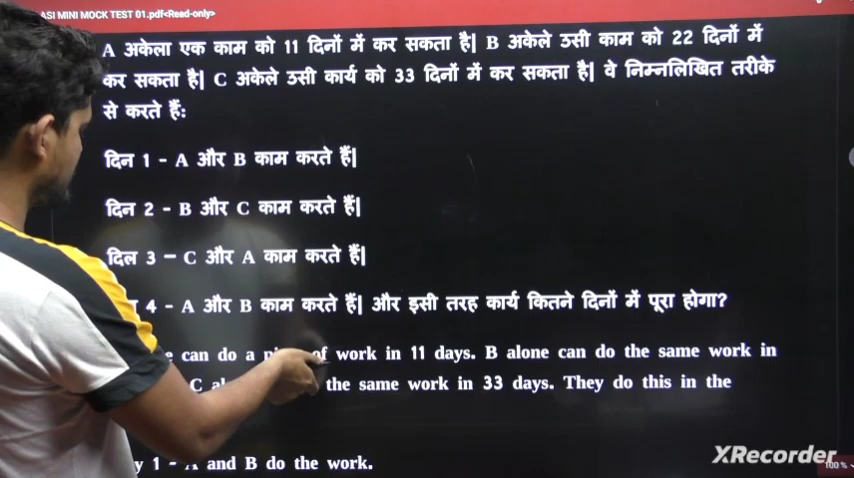 ASI MINI MOCK TEST 01.pdf<Read-only>
A अकेला एक काम को 11 दिनों में कर सकता है| B अकेले उसी काम को 22 दिनों में
कर सकता है| C अकेले उसी कार्य को 33 दिनों में कर सकता है| वे निम्नलिखित तरीके
से करते हैं:
दिन 1 - A और B काम करते हैं|
दिन 2 - B और C काम करते हैं|
दिल 3 – C और A काम करते हैं|
4 - A और B काम करते हैं| और इसी तरह कार्य कितने दिनों में पूरा होगा?
can do a of work in 11 days. B alone can do the same work in
C the same work in 33 days. They do this in the
1 - and B do the work.
XRecorder
100 %